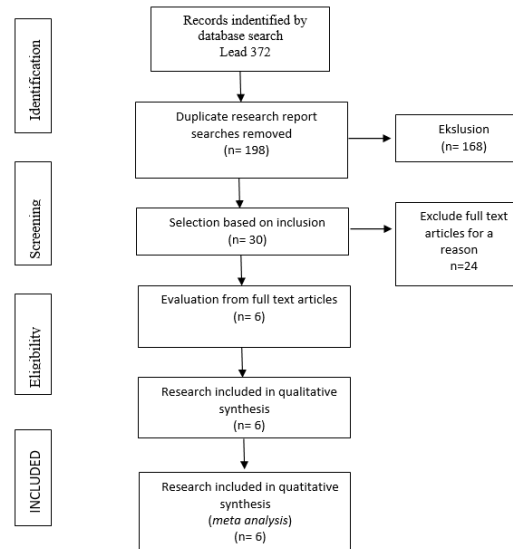 Identification
Records indentified by
database search
Lead 372
Duplicate research report
searches removed
(n= 198)
Ekslusion
(n= 168)
Screening
Selection based on inclusion
(n= 30)
Exclude full text
articles for a
reason
n=24
Eligibility
Evaluation from full text articles
(n= 6)
Research included in qualitative
synthesis
(n= 6)
INCLUDED
Research included in quatitative
synthesis
(meta analysis)
(n= 6)